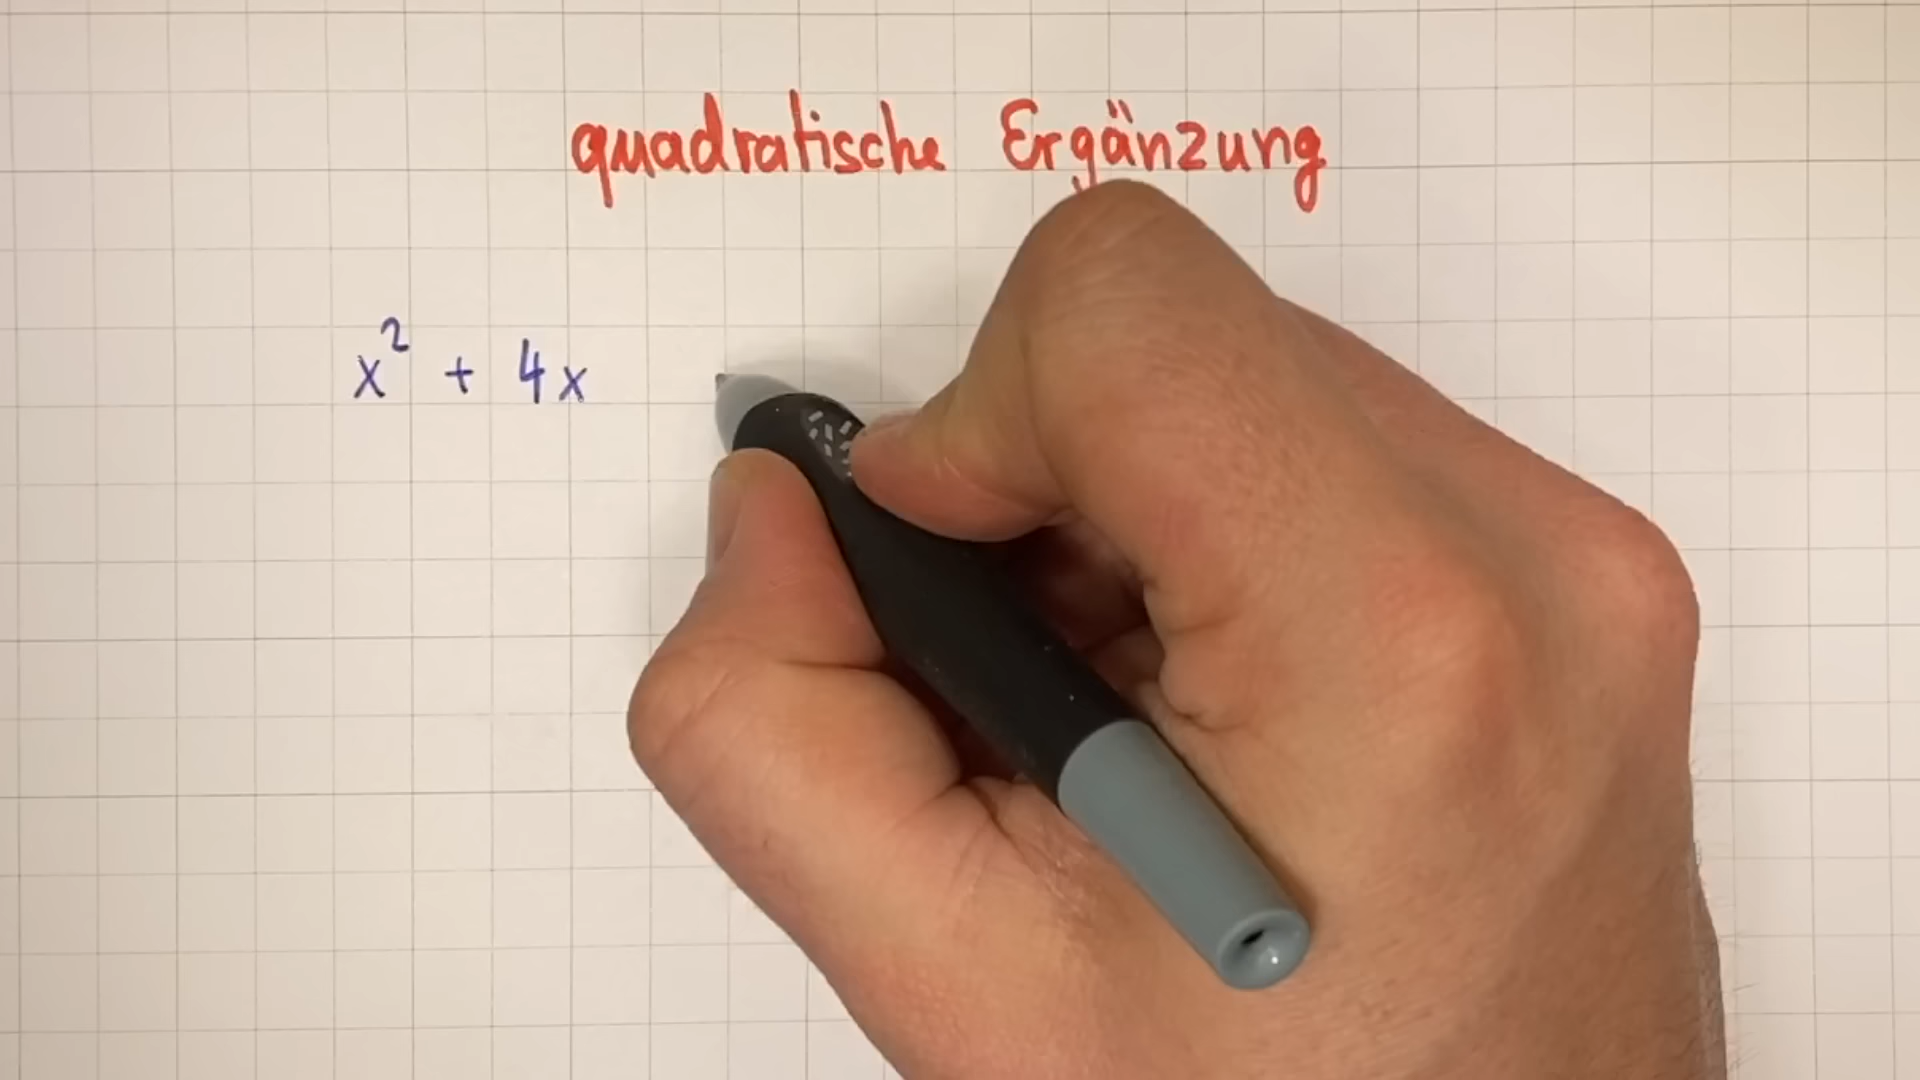 quadratische Ergänzung
x² + 4x